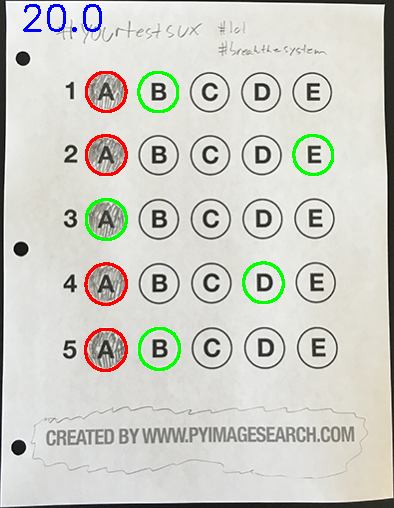 20.0
#yourtestsux #lol
#breakthesystem
1 A B C D E
2 A B C D E
3 A B C D E
4 A B C D E
5 A B C D E
CREATED BY WWW.PYIMAGESEARCH.COM